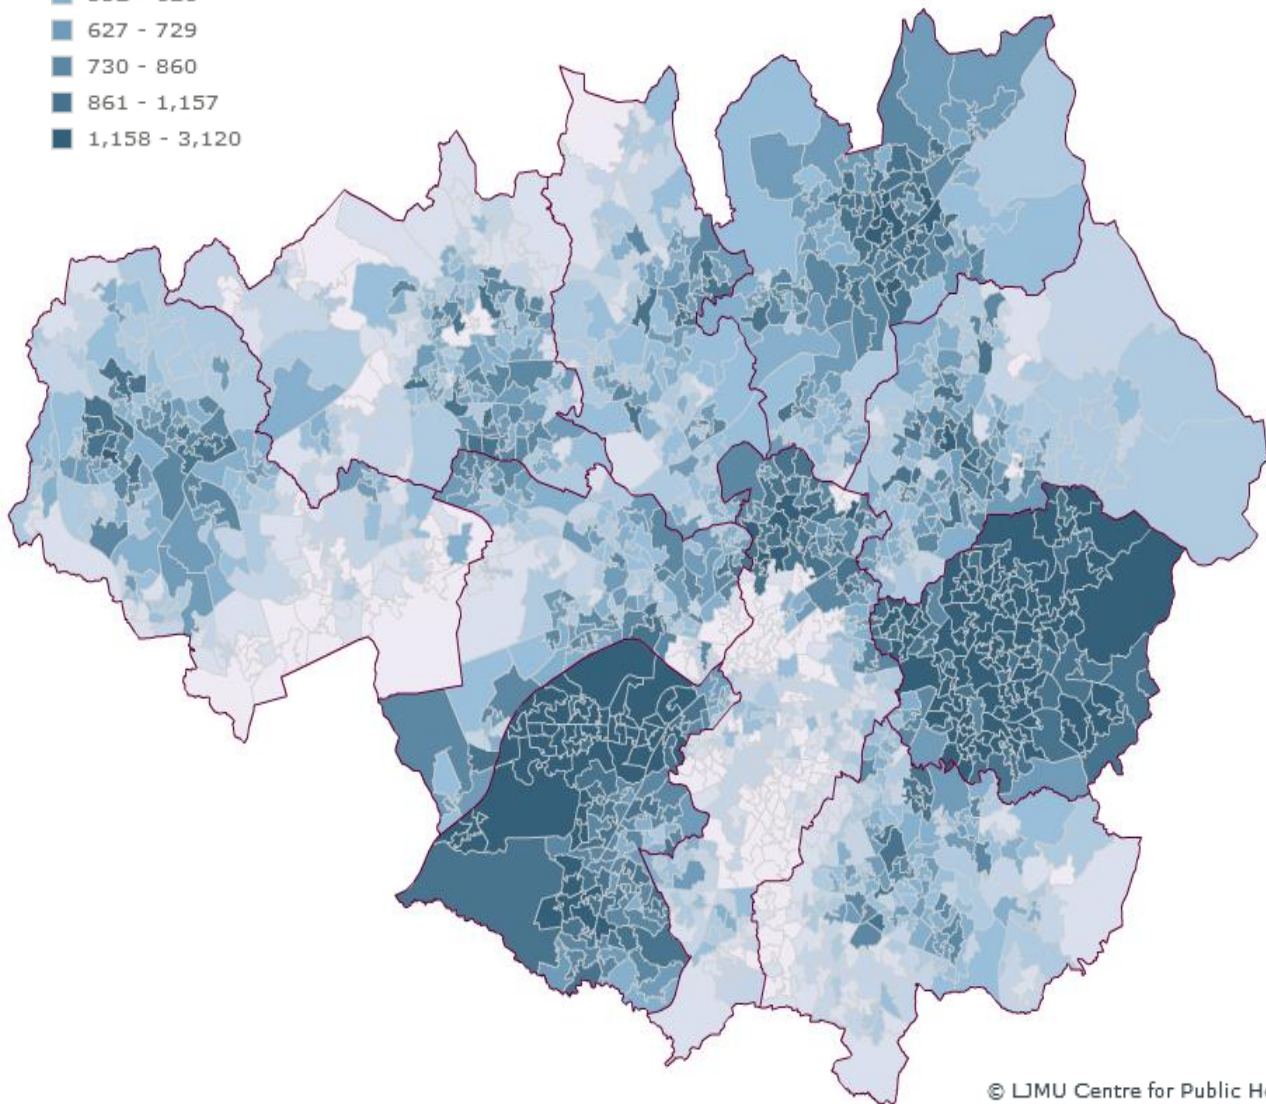 627 - 729
730 - 860
861 - 1,157
1,158 - 3,120
© LJMU Centre for Public